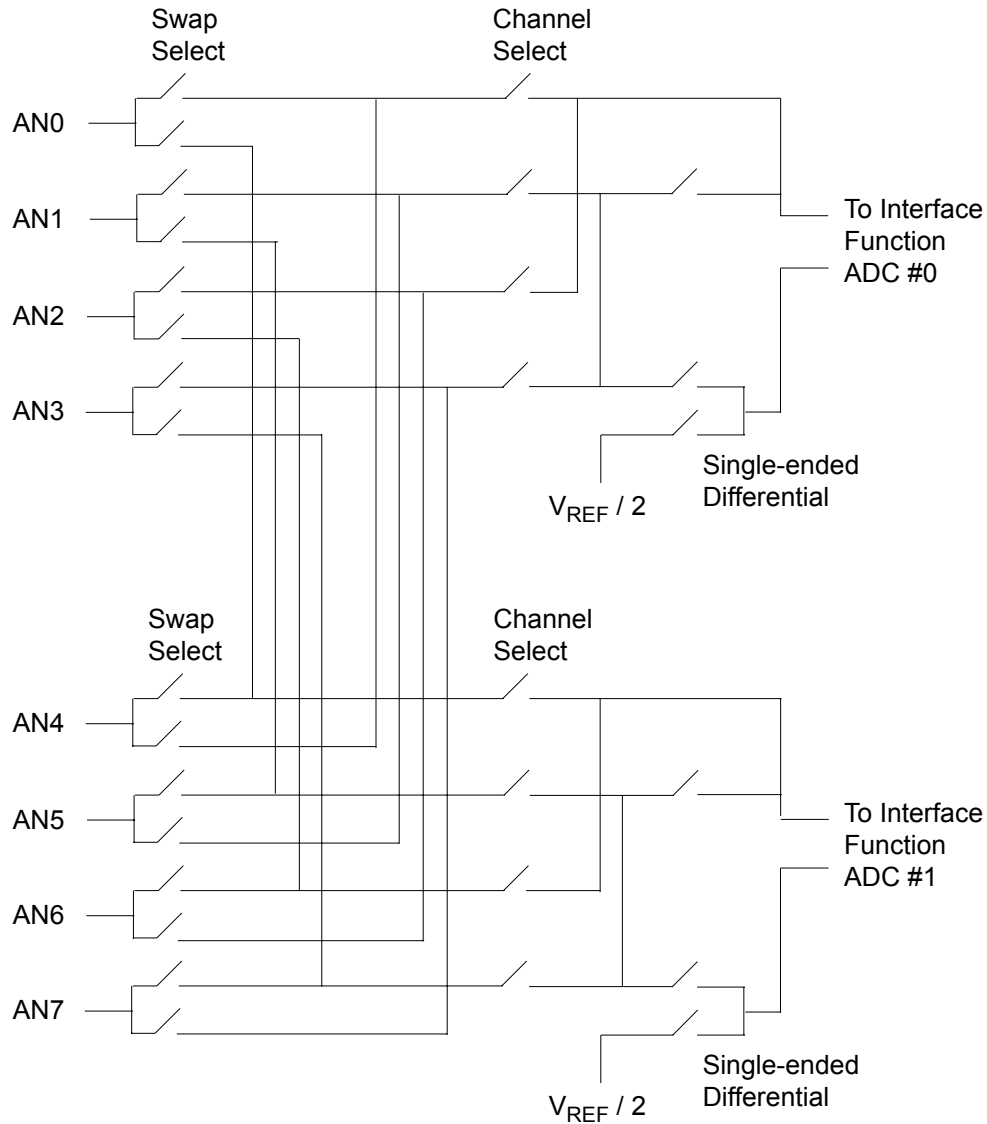 Swap
Select
Channel
Select
AN0
AN1
To Interface
Function
ADC #0
AN2
AN3
Single-ended
Differential
VREF / 2
Swap
Select
Channel
Select
AN4
AN5
To Interface
Function
ADC #1
AN6
AN7
Single-ended
Differential
VREF / 2